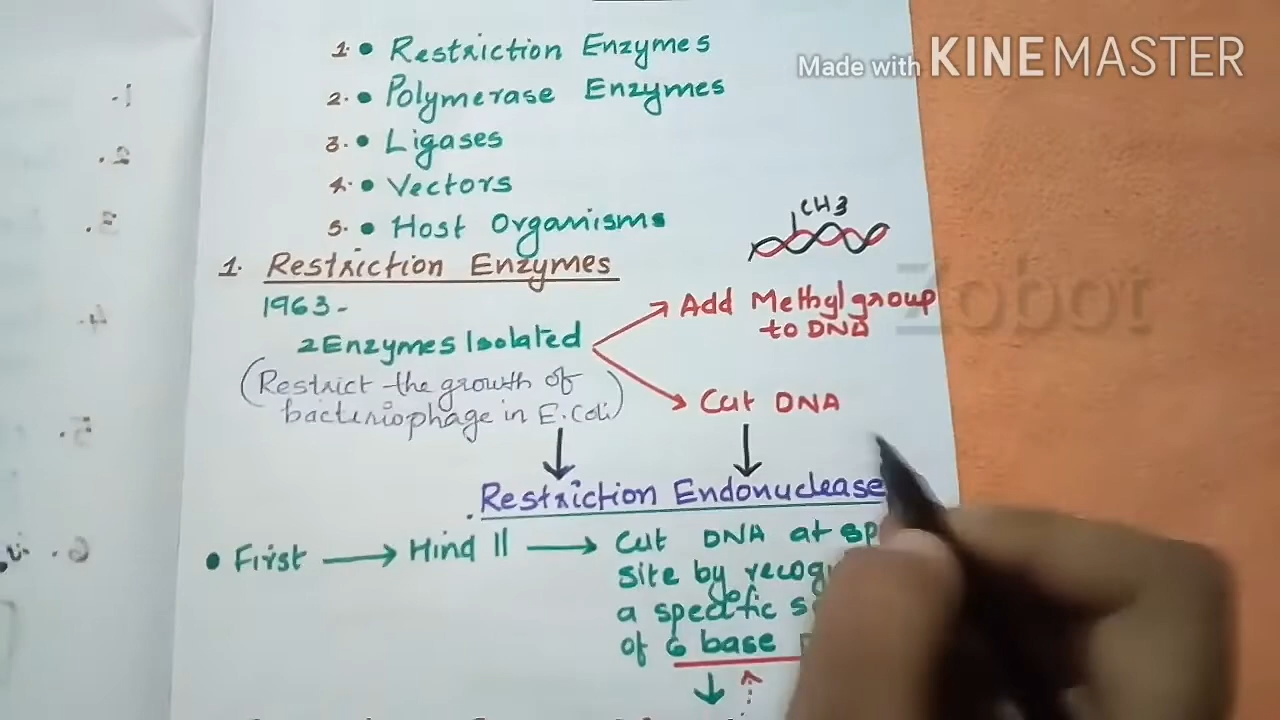 Made with KINEMASTER
1. • Restriction Enzymes
2. • Polymerase Enzymes
3. • Ligases
4. • Vectors
5. • Host Organisms
CH3
1. Restriction Enzymes
1963-
2 Enzymes Isolated
(Restrict the growth of
bacteriophage in E.Coli)
Add Methyl group
to DNA
Cut DNA
Restriction Endonuclease
• First → Hind II → Cut DNA at
site by
a specific
of 6 base